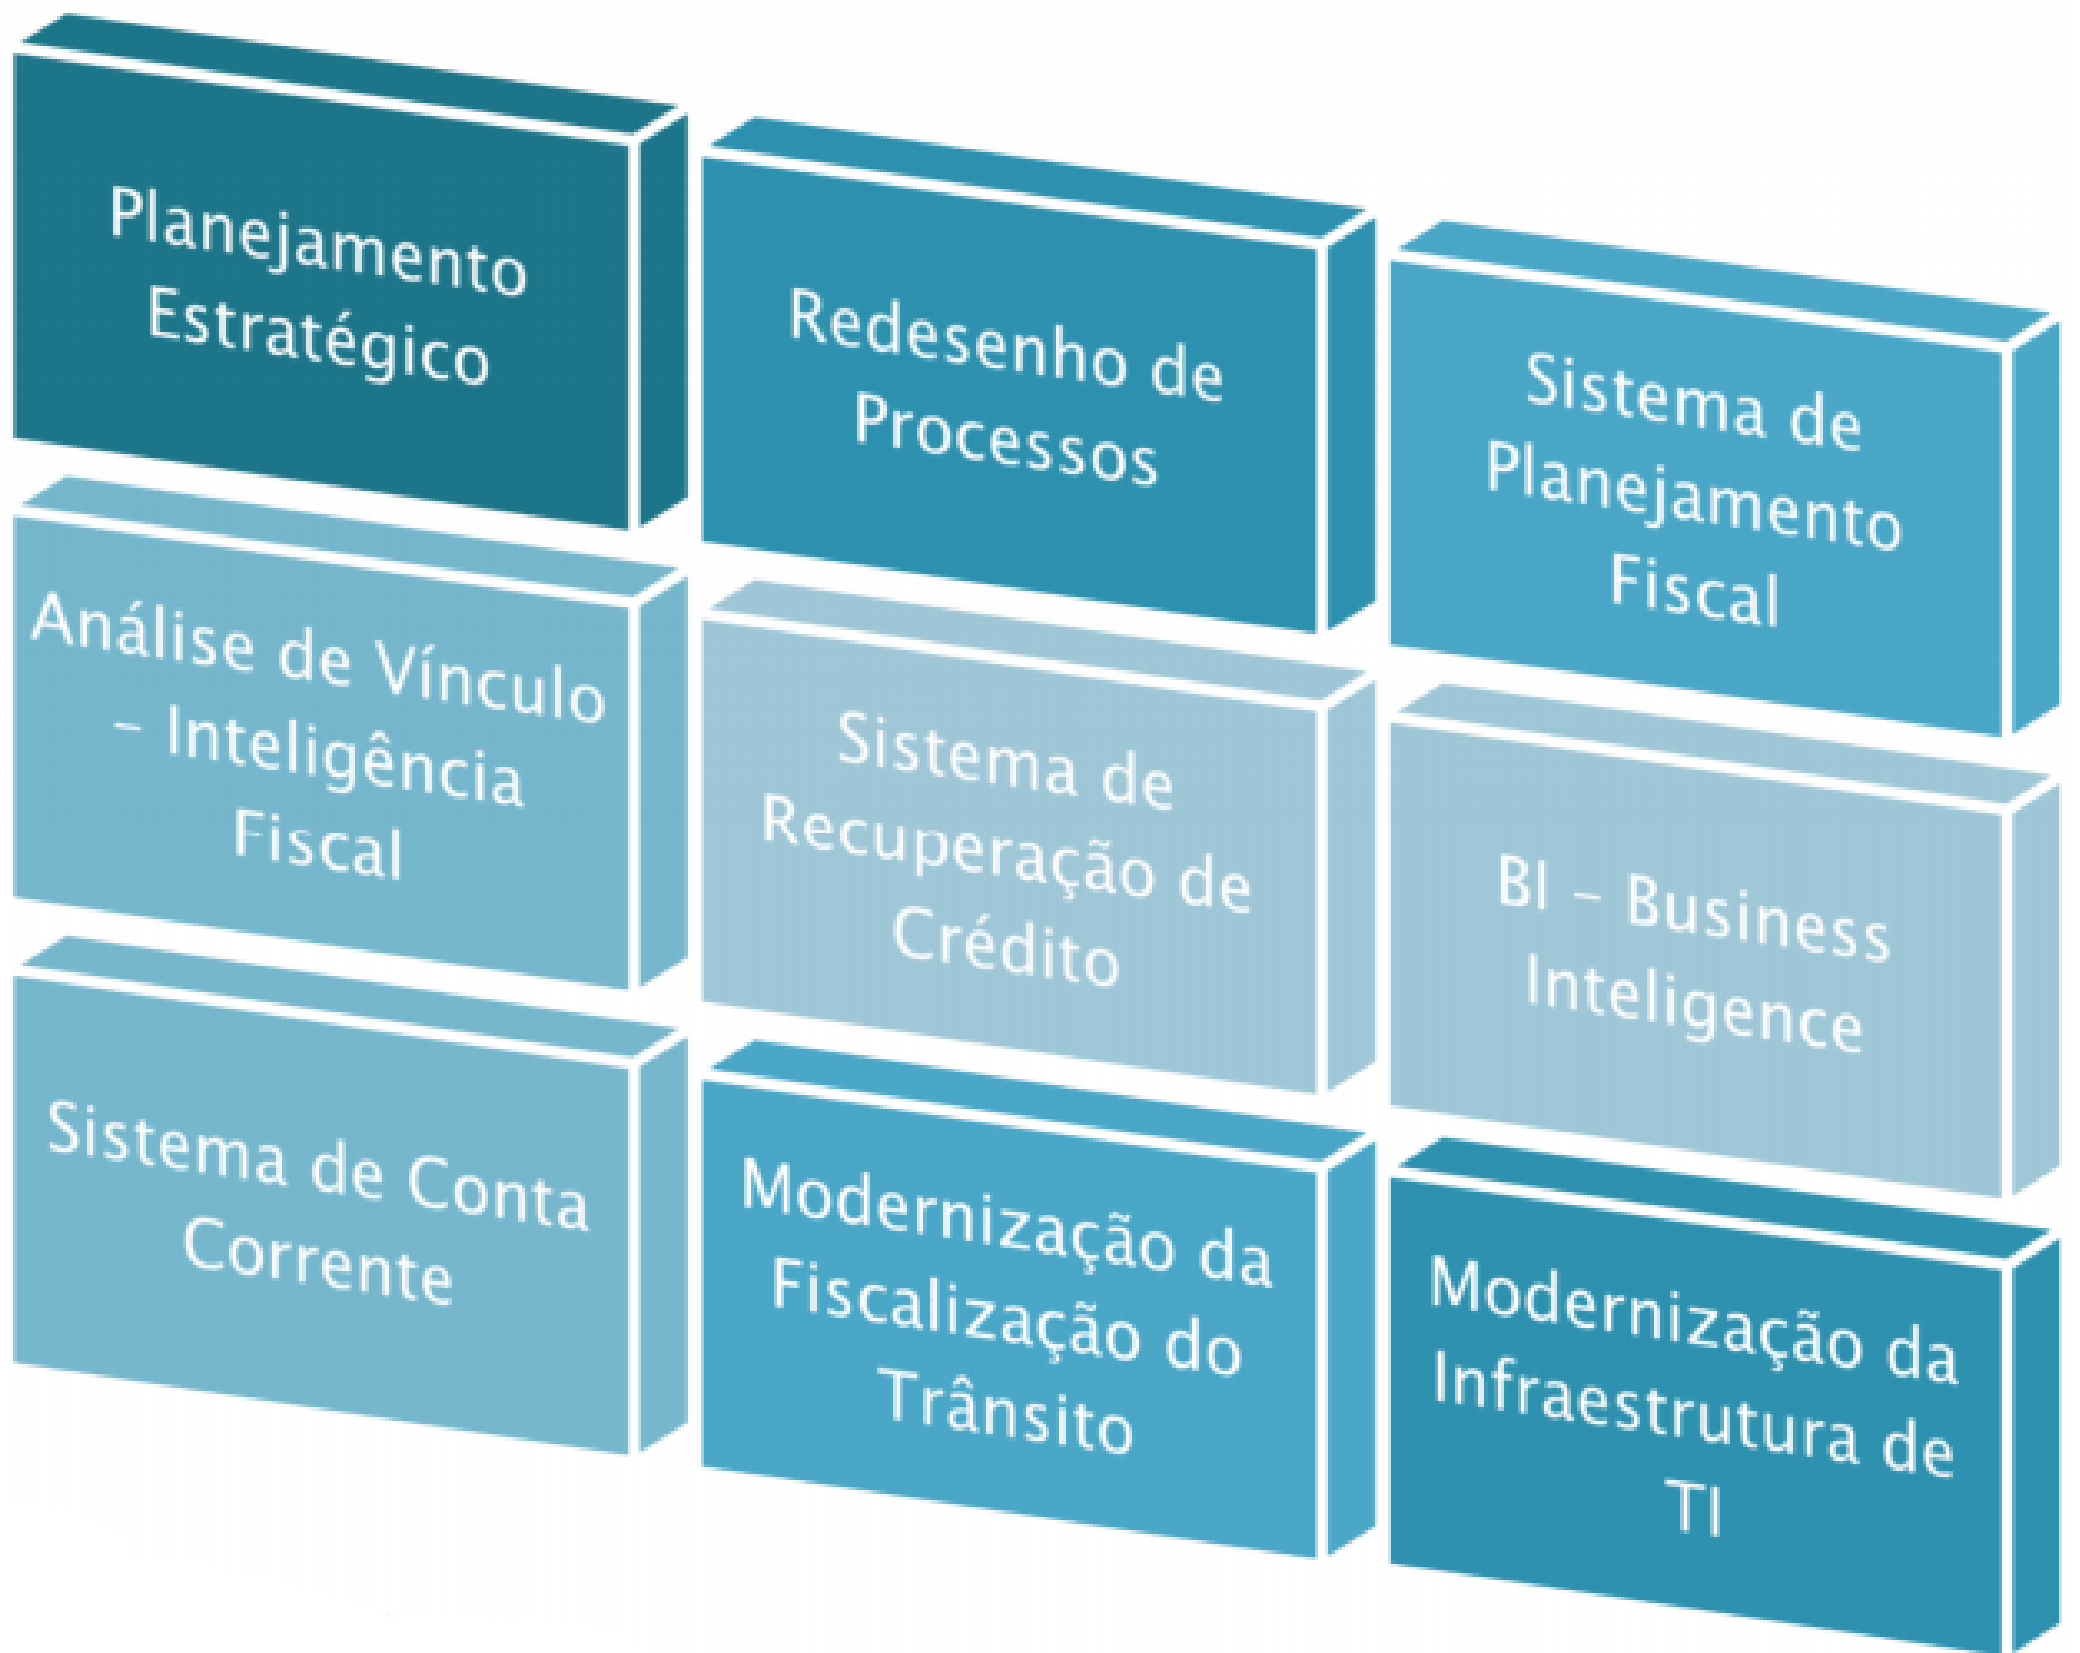 Planejamento
Estratégico
Redesenho de
Processos
Sistema de
Planejamento
Fiscal
Análise de Vínculo
– Inteligência
Fiscal
Sistema de
Recuperação de
Crédito
BI – Business
Inteligence
Sistema de Conta
Corrente
Modernização da
Fiscalização do
Trânsito
Modernização da
Infraestrutura de
TI